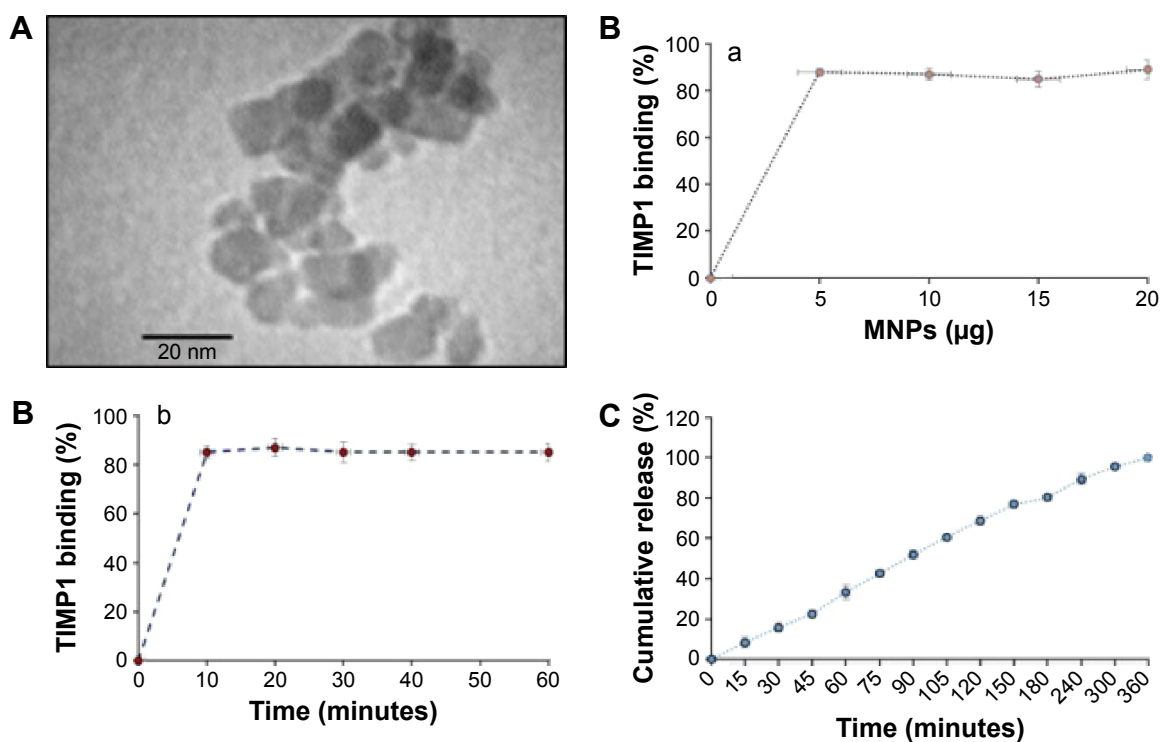 A
20 nm
B
a
TIMP1 binding (%)
100
80
60
40
20
0
0 5 10 15 20
MNPs (µg)
B
b
TIMP1 binding (%)
100
80
60
40
20
0
0 10 20 30 40 50 60
Time (minutes)
C
Cumulative release (%)
120
100
80
60
40
20
0
0 15 30 45 60 75 90 105 120 150 180 240 300 360
Time (minutes)